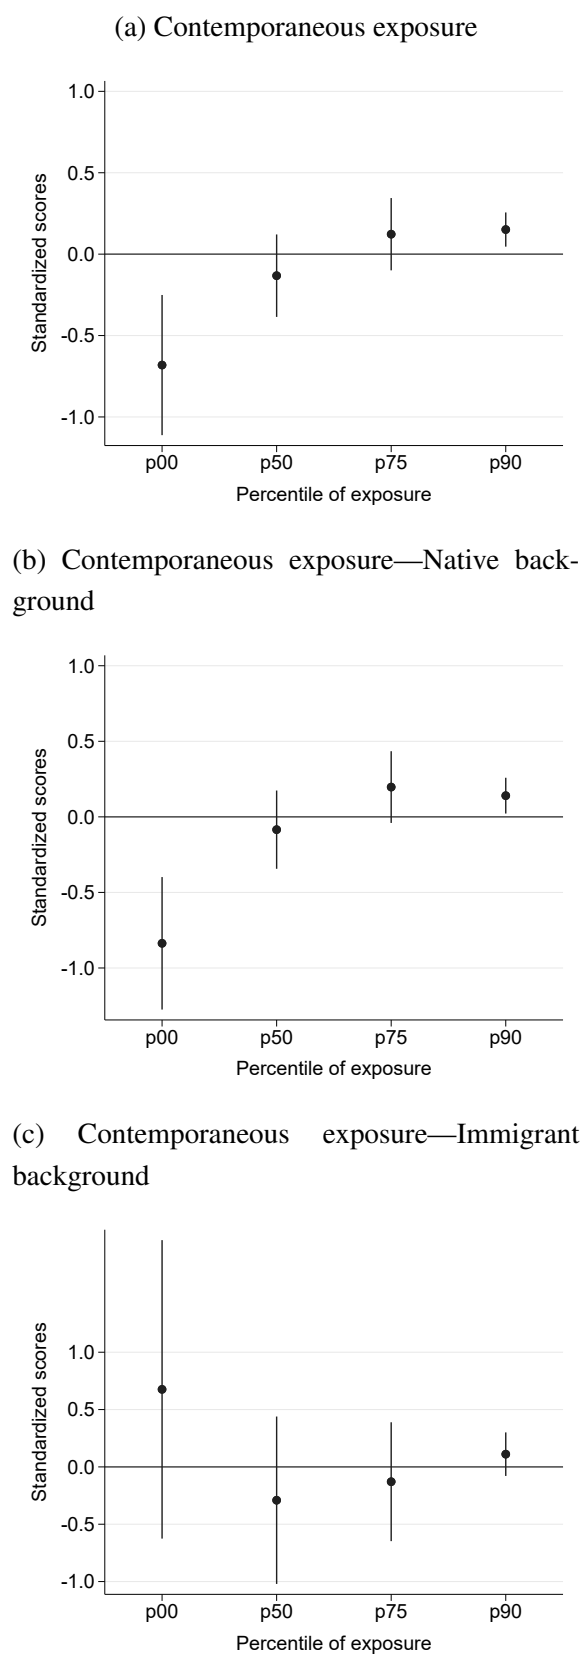 (a) Contemporaneous exposure
1.0
0.5
0.0
-0.5
-1.0
Standardized scores
p00 p50 p75 p90
Percentile of exposure
(b) Contemporaneous exposure—Native back-
ground
1.0
0.5
0.0
-0.5
-1.0
Standardized scores
p00 p50 p75 p90
Percentile of exposure
(c) Contemporaneous exposure—Immigrant
background
1.0
0.5
0.0
-0.5
-1.0
Standardized scores
p00 p50 p75 p90
Percentile of exposure